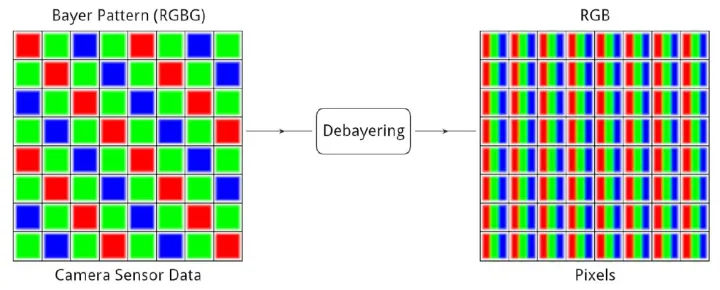 Bayer Pattern (RGBG)
RGB
Debayering
Camera Sensor Data
Pixels